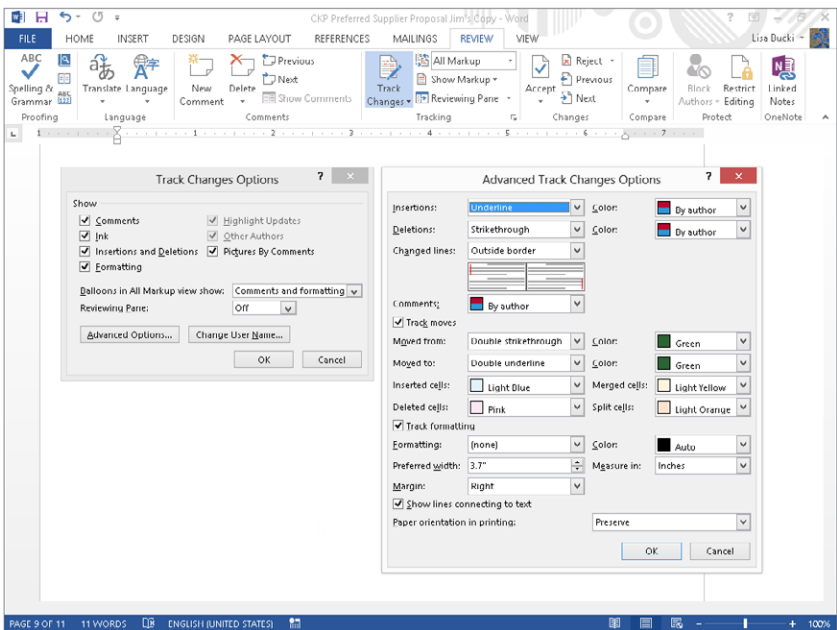 CKP Preferred Supplier Proposal Jim's Copy - Word
FILE HOME INSERT DESIGN PAGE LAYOUT REFERENCES MAILINGS REVIEW VIEW Lisa Bucki
ABC Previous All Markup Reject
Next Show Markup Previous
Spelling & Grammar Translate Language New Comment Delete Show Comments Track Changes Reviewing Pane Accept Next Compare Block Authors Restrict Editing Linked Notes
Proofing Language Comments Tracking Changes Compare Protect OneNote
1 1 2 3 4 5 6 7
Track Changes Options ? ×
Show
Comments Highlight Updates
Ink Other Authors
Insertions and Deletions Pictures By Comments
Formatting
Balloons in All Markup view show: Comments and formatting
Reviewing Pane: Off
Advanced Options... Change User Name...
OK Cancel
Advanced Track Changes Options ? ×
Insertions: Underline Color: By author
Deletions: Strikethrough Color: By author
Changed lines: Outside border
Comments: By author
Track moves
Moved from: Double strikethrough Color: Green
Moved to: Double underline Color: Green
Inserted cells: Light Blue Merged cells: Light Yellow
Deleted cells: Pink Split cells: Light Orange
Track formatting
Formatting: (none) Color: Auto
Preferred width: 3.7" Measure in: Inches
Margin: Right
Show lines connecting to text
Paper orientation in printing: Preserve
OK Cancel
PAGE 9 OF 11 11 WORDS ENGLISH (UNITED STATES) 100%